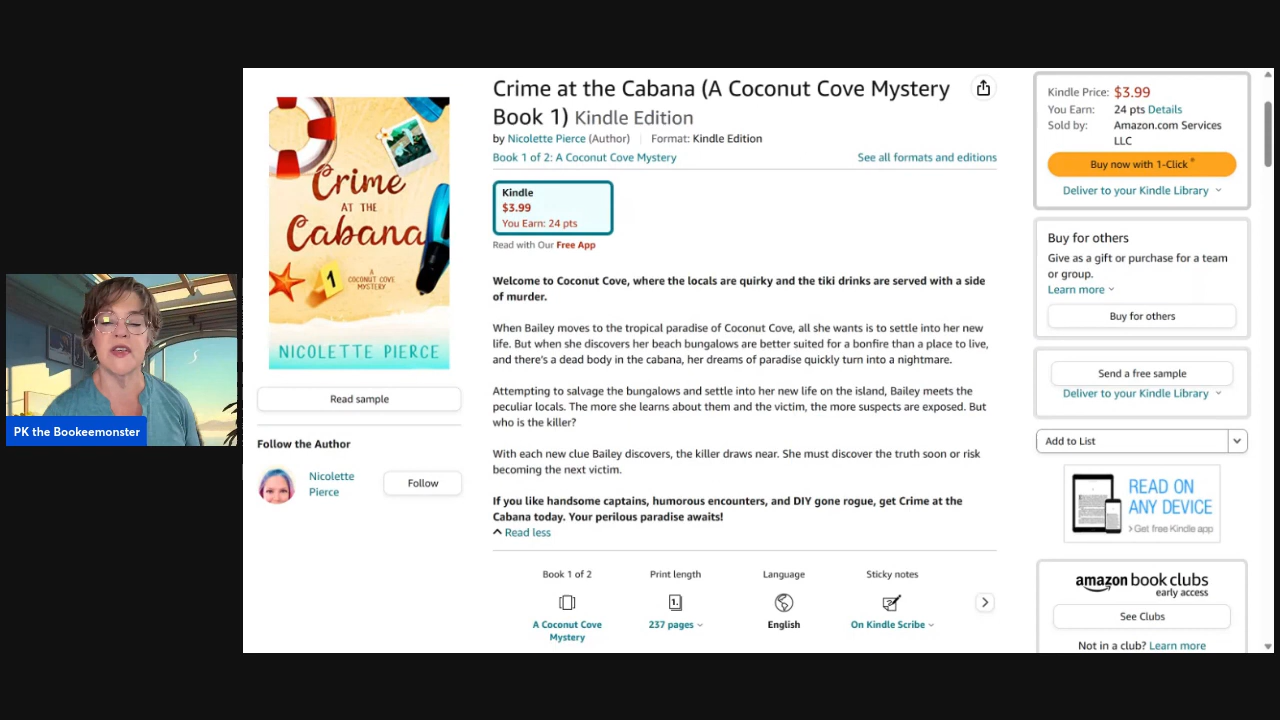 PK the Bookeemonster
Crime
AT THE
Cabana
1
A
COCONUT COVE
MYSTERY
NICOLETTE PIERCE
Read sample
Follow the Author
Nicolette
Pierce
Follow
Crime at the Cabana (A Coconut Cove Mystery
Book 1) Kindle Edition
by Nicolette Pierce (Author) | Format: Kindle Edition
Book 1 of 2: A Coconut Cove Mystery
See all formats and editions
Kindle
$3.99
You Earn: 24 pts
Read with Our Free App
Welcome to Coconut Cove, where the locals are quirky and the tiki drinks are served with a side
of murder.
When Bailey moves to the tropical paradise of Coconut Cove, all she wants is to settle into her new
life. But when she discovers her beach bungalows are better suited for a bonfire than a place to live,
and there's a dead body in the cabana, her dreams of paradise quickly turn into a nightmare.
Attempting to salvage the bungalows and settle into her new life on the island, Bailey meets the
peculiar locals. The more she learns about them and the victim, the more suspects are exposed. But
who is the killer?
With each new clue Bailey discovers, the killer draws near. She must discover the truth soon or risk
becoming the next victim.
If you like handsome captains, humorous encounters, and DIY gone rogue, get Crime at the
Cabana today. Your perilous paradise awaits!
Read less
Book 1 of 2
A Coconut Cove
Mystery
Print length
1.
237 pages
Language
English
Sticky notes
On Kindle Scribe
Kindle Price: $3.99
You Earn: 24 pts Details
Sold by: Amazon.com Services
LLC
Buy now with 1-Click ®
Deliver to your Kindle Library
Buy for others
Give as a gift or purchase for a team
or group.
Learn more
Buy for others
Send a free sample
Deliver to your Kindle Library
Add to List
READ ON
ANY DEVICE
› Get free Kindle app
amazon book clubs
early access
See Clubs
Not in a club? Learn more